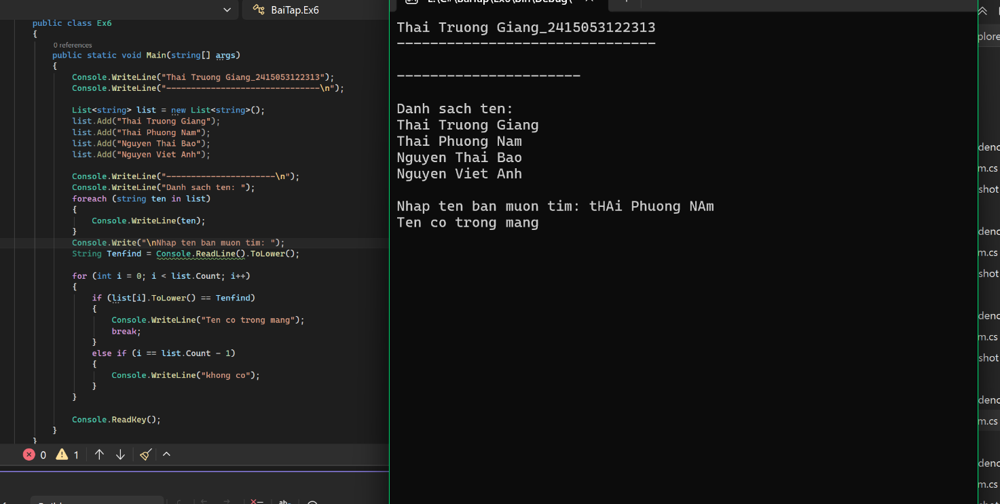 BaiTap.Ex6
public class Ex6
{
0 references
public static void Main(string[] args)
{
Console.WriteLine("Thai Truong Giang_2415053122313");
Console.WriteLine("-------------------------------\n");
List<string> list = new List<string>();
list.Add("Thai Truong Giang");
list.Add("Thai Phuong Nam");
list.Add("Nguyen Thai Bao");
list.Add("Nguyen Viet Anh");
Console.WriteLine("----------------------\n");
Console.WriteLine("Danh sach ten: ");
foreach (string ten in list)
{
Console.WriteLine(ten);
}
Console.Write("\nNhap ten ban muon tim: ");
String Tenfind = Console.ReadLine().ToLower();
for (int i = 0; i < list.Count; i++)
{
if (list[i].ToLower() == Tenfind)
{
Console.WriteLine("Ten co trong mang");
break;
}
else if (i == list.Count - 1)
{
Console.WriteLine("khong co");
}
}
Console.ReadKey();
}
}
0 1
Thai Truong Giang_2415053122313
-------------------------------
----------------------
Danh sach ten:
Thai Truong Giang
Thai Phuong Nam
Nguyen Thai Bao
Nguyen Viet Anh
Nhap ten ban muon tim: tHAi Phuong NAm
Ten co trong mang
plore
denc
m.cs
shot
denc
m.cs
shot
denc
m.cs
shot
denc
m.cs
denc
m.cs